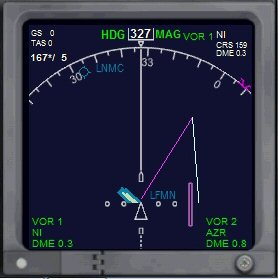 GS 0 HDG 327 MAG VOR 1 NI
TAS 0 CRS 159
DME 0.3
167°/ 5
LNMC
30 33 0
LFMN
VOR 1 VOR 2
NI AZR
DME 0.3 DME 0.8